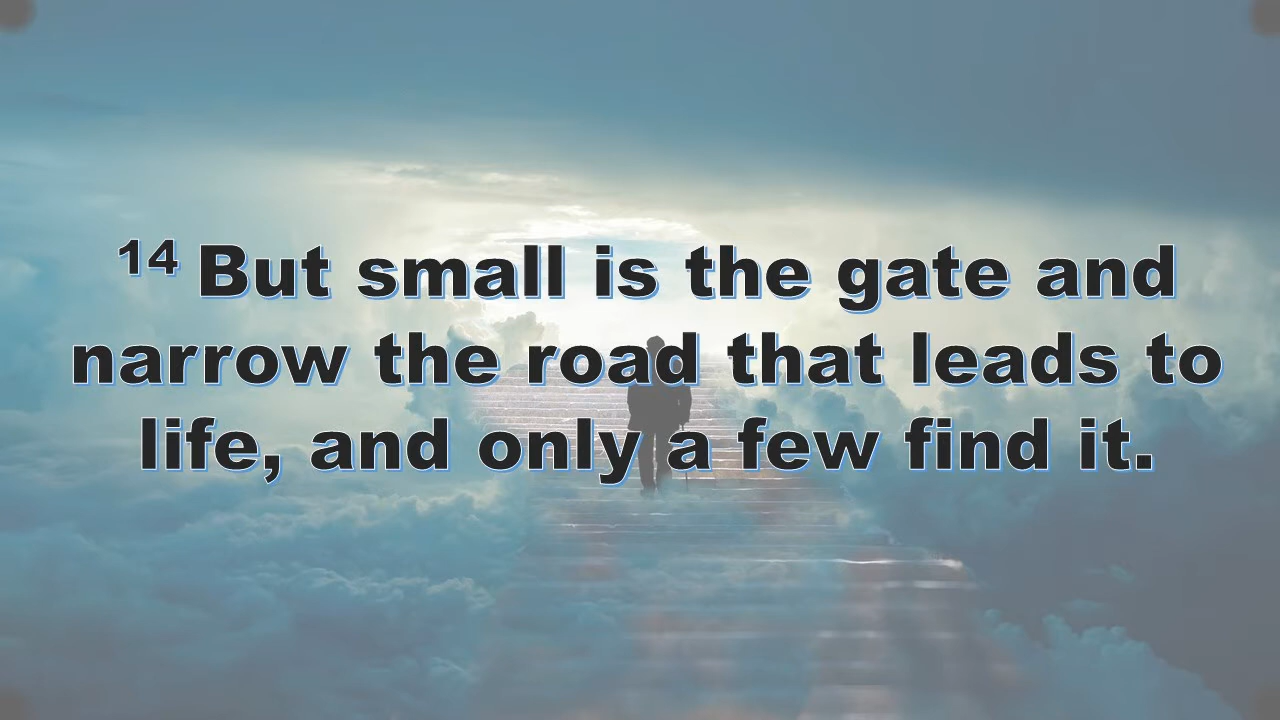 14 But small is the gate and
narrow the road that leads to
life, and only a few find it.